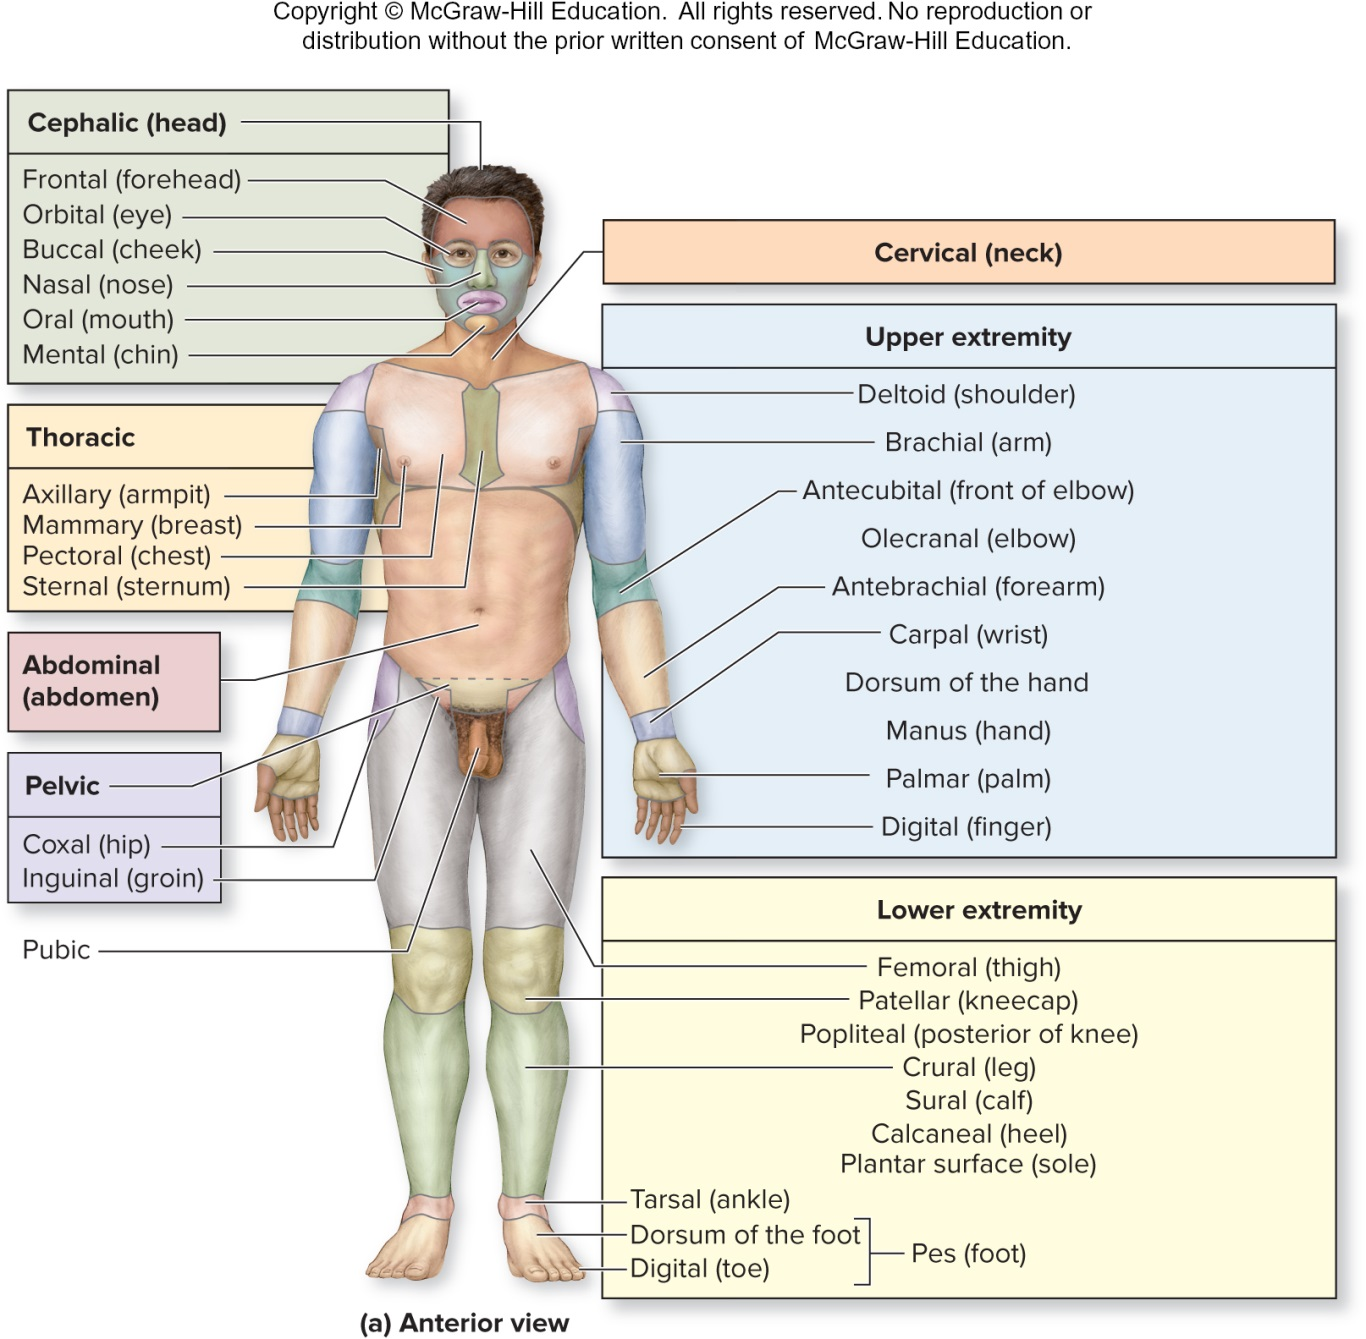 Copyright © McGraw-Hill Education. All rights reserved. No reproduction or
distribution without the prior written consent of McGraw-Hill Education.
Cephalic (head)
Frontal (forehead)
Orbital (eye)
Buccal (cheek)
Nasal (nose)
Oral (mouth)
Mental (chin)
Thoracic
Axillary (armpit)
Mammary (breast)
Pectoral (chest)
Sternal (sternum)
Abdominal
(abdomen)
Pelvic
Coxal (hip)
Inguinal (groin)
Pubic
Cervical (neck)
Upper extremity
Deltoid (shoulder)
Brachial (arm)
Antecubital (front of elbow)
Olecranal (elbow)
Antebrachial (forearm)
Carpal (wrist)
Dorsum of the hand
Manus (hand)
Palmar (palm)
Digital (finger)
Lower extremity
Femoral (thigh)
Patellar (kneecap)
Popliteal (posterior of knee)
Crural (leg)
Sural (calf)
Calcaneal (heel)
Plantar surface (sole)
Tarsal (ankle)
Dorsum of the foot
Pes (foot)
Digital (toe)
(a) Anterior view